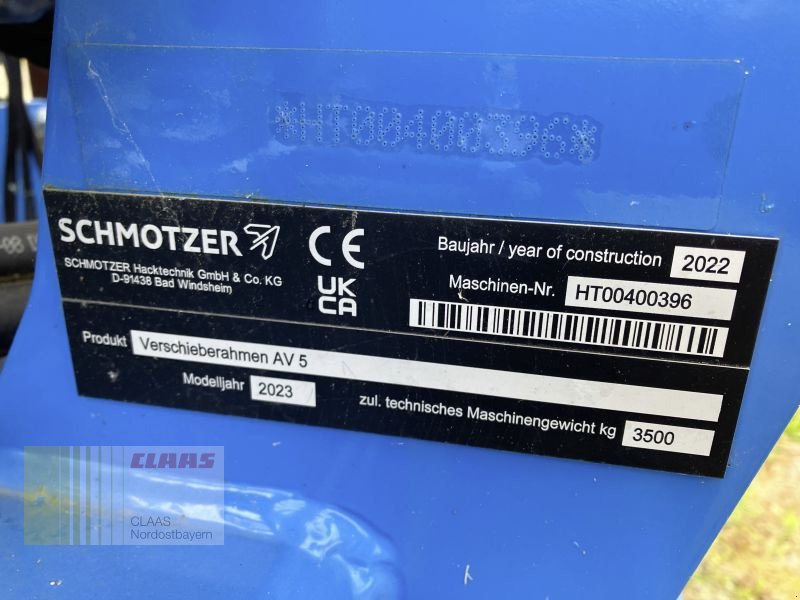 *HT00400396*
SCHMOTZER
SCHMOTZER Hacktechnik GmbH & Co. KG
D-91438 Bad Windsheim
CE
UK
CA
Baujahr / year of construction 2022
Maschinen-Nr. HT00400396
Produkt Verschieberahmen AV 5
Modelljahr 2023
zul. technisches Maschinengewicht kg 3500
CLAAS
CLAAS
Nordostbayern